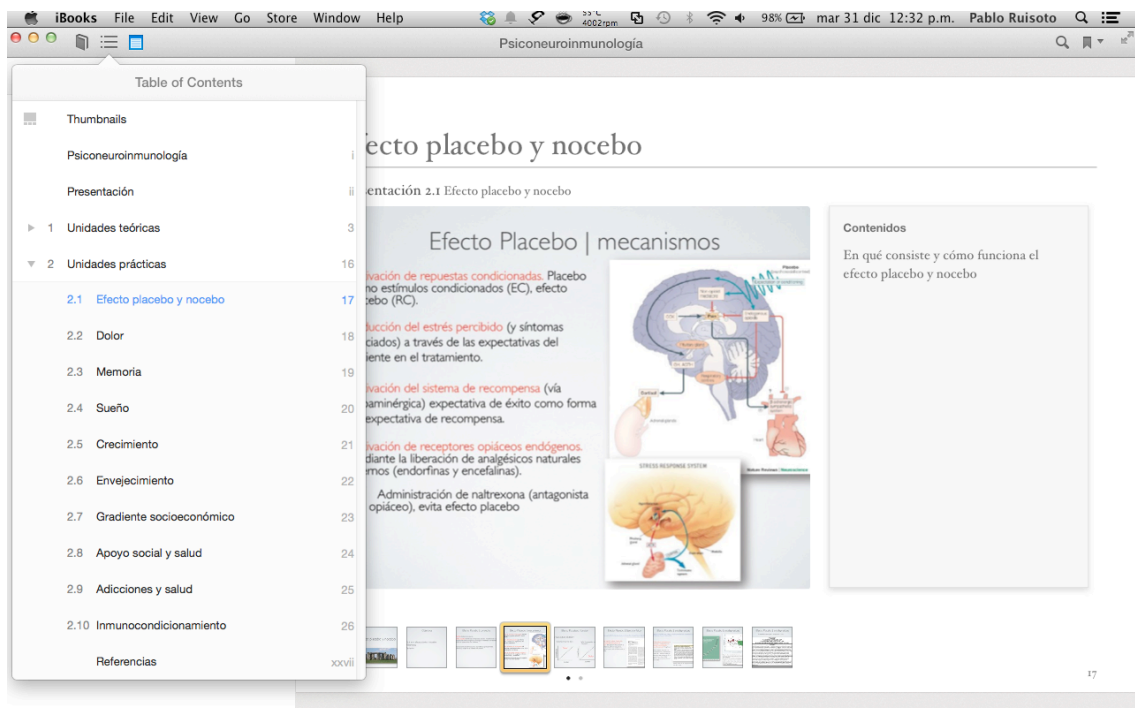 iBooks File Edit View Go Store Window Help 4002rpm 98% mar 31 dic 12:32 p.m. Pablo Ruisoto
Psiconeuroinmunología
Table of Contents
Thumbnails
Psiconeuroinmunología i
Presentación ii
1 Unidades teóricas 3
2 Unidades prácticas 16
2.1 Efecto placebo y nocebo 17
2.2 Dolor 18
2.3 Memoria 19
2.4 Sueño 20
2.5 Crecimiento 21
2.6 Envejecimiento 22
2.7 Gradiente socioeconómico 23
2.8 Apoyo social y salud 24
2.9 Adicciones y salud 25
2.10 Inmunocondicionamiento 26
Referencias xxvii
ecto placebo y nocebo
entación 2.1 Efecto placebo y nocebo
Efecto Placebo | mecanismos
vación de repuestas condicionadas. Placebo
no estímulos condicionados (EC), efecto
cebo (RC).
ducción del estrés percibido (y síntomas
ciados) a través de las expectativas del
iente en el tratamiento.
vación del sistema de recompensa (vía
paminérgica) expectativa de éxito como forma
expectativa de recompensa.
ivación de receptores opiáceos endógenos.
diante la liberación de analgésicos naturales
rnos (endorfinas y encefalinas).
Administración de naltrexona (antagonista
opiáceo), evita efecto placebo
STRESS RESPONSE SYSTEM
Contenidos
En qué consiste y cómo funciona el
efecto placebo y nocebo
17